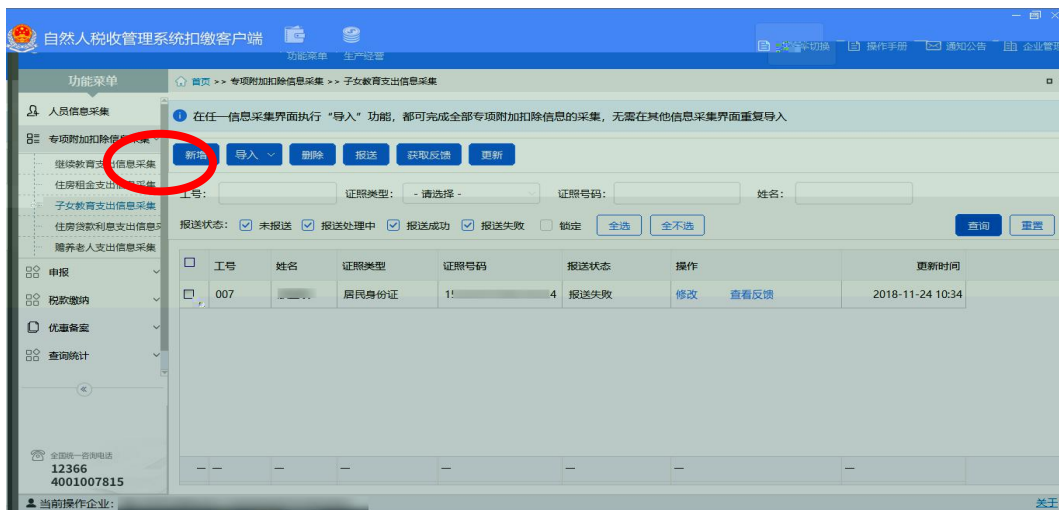 自然人税收管理系统扣缴客户端
功能菜单 生产经营
切换 操作手册 通知公告 企业管
功能菜单
首页 >> 专项附加扣除信息采集 >> 子女教育支出信息采集
人员信息采集
专项附加扣除信息采集
继续教育支出信息采集
住房租金支出信息采集
子女教育支出信息采集
住房贷款利息支出信息采
赡养老人支出信息采集
申报
税款缴纳
优惠备案
查询统计
全国统一咨询电话
12366
4001007815
在任一信息采集界面执行“导入”功能，都可完成全部专项附加扣除信息的采集，无需在其他信息采集界面重复导入
新增 导入 删除 报送 获取反馈 更新
工号： 证照类型： - 请选择 - 证照号码： 姓名：
报送状态： 未报送 报送处理中 报送成功 报送失败 锁定 全选 全不选 查询 重置
工号 姓名 证照类型 证照号码 报送状态 操作 更新时间
007 居民身份证 15 4 报送失败 修改 查看反馈 2018-11-24 10:34
— — — — — — — —
当前操作企业： 关于